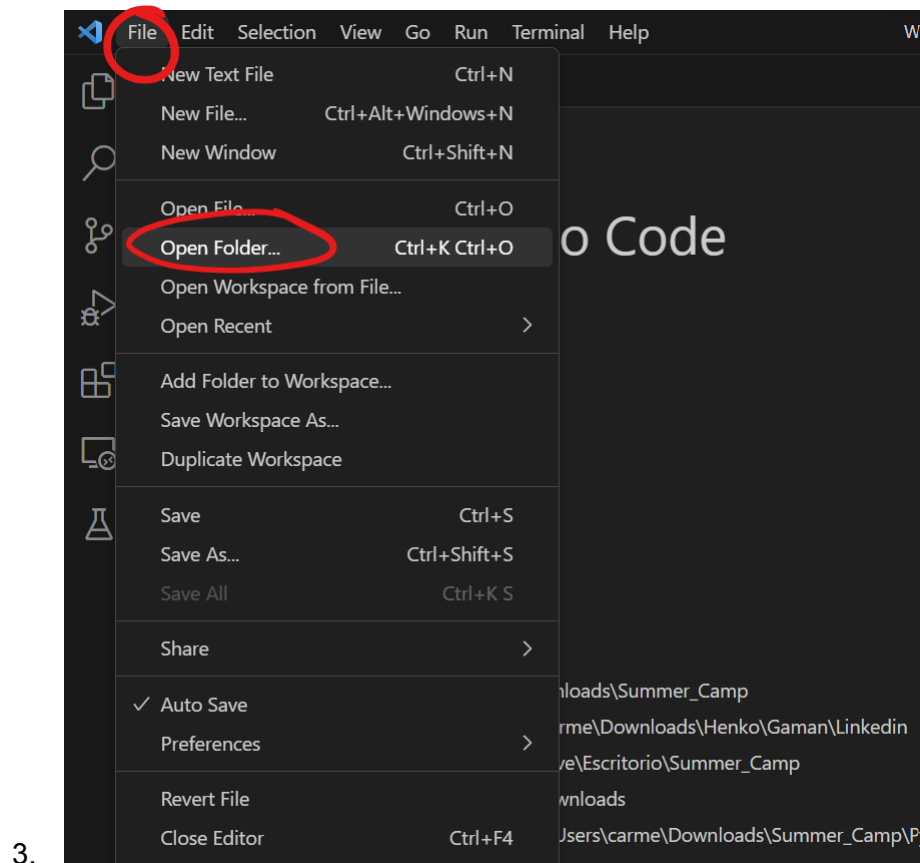 File Edit Selection View Go Run Terminal Help W
New Text File Ctrl+N
New File... Ctrl+Alt+Windows+N
New Window Ctrl+Shift+N
Open File... Ctrl+O
Open Folder... Ctrl+K Ctrl+O
o Code
Open Workspace from File...
Open Recent
Add Folder to Workspace...
Save Workspace As...
Duplicate Workspace
Save Ctrl+S
Save As... Ctrl+Shift+S
Save All Ctrl+K S
Share
nloads\Summer_Camp
Auto Save
rme\Downloads\Henko\Gaman\Linkedin
Preferences
ve\Escritorio\Summer_Camp
Revert File
wnloads
Close Editor Ctrl+F4
Users\carme\Downloads\Summer_Camp\P
3.